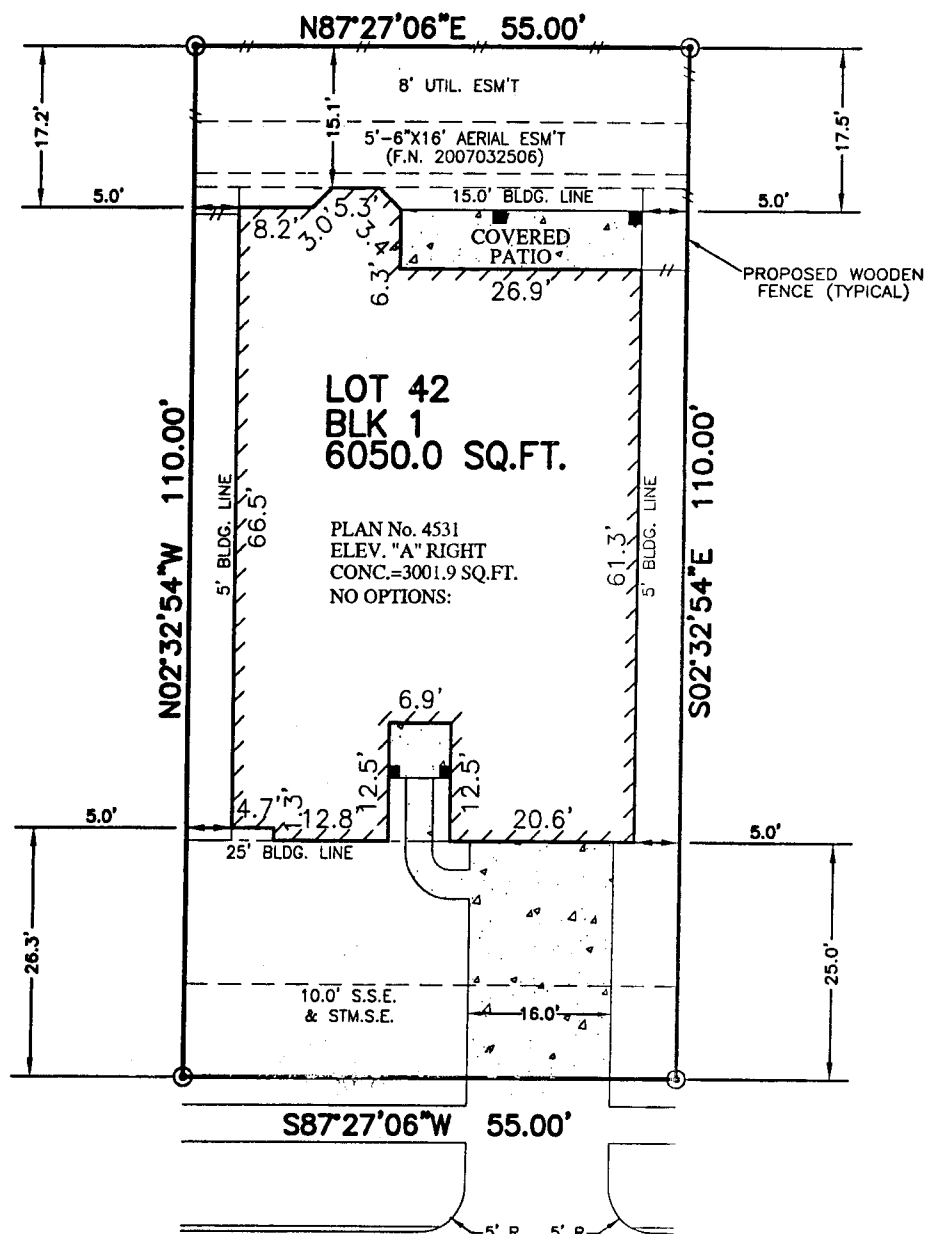 N87°27'06"E 55.00'
8' UTIL. ESM'T
17.2'
15.1'
17.5'
5'-6"X16' AERIAL ESM'T
(F.N. 2007032506)
5.0'
15.0' BLDG. LINE
5.0'
8.2'
3.0'
5.3'
3.4
6.3'
COVERED
PATIO
26.9'
PROPOSED WOODEN
FENCE (TYPICAL)
LOT 42
BLK 1
6050.0 SQ.FT.
N02°32'54"W 110.00'
5' BLDG. LINE
66.5'
PLAN No. 4531
ELEV. "A" RIGHT
CONC.=3001.9 SQ.FT.
NO OPTIONS:
61.3'
5' BLDG. LINE
S02°32'54"E 110.00'
6.9'
12.5'
12.5'
5.0'
4.7'
12.8'
20.6'
5.0'
25' BLDG. LINE
26.3'
25.0'
10.0' S.S.E.
& STM.S.E.
16.0'
S87°27'06"W 55.00'
5' R
5' R